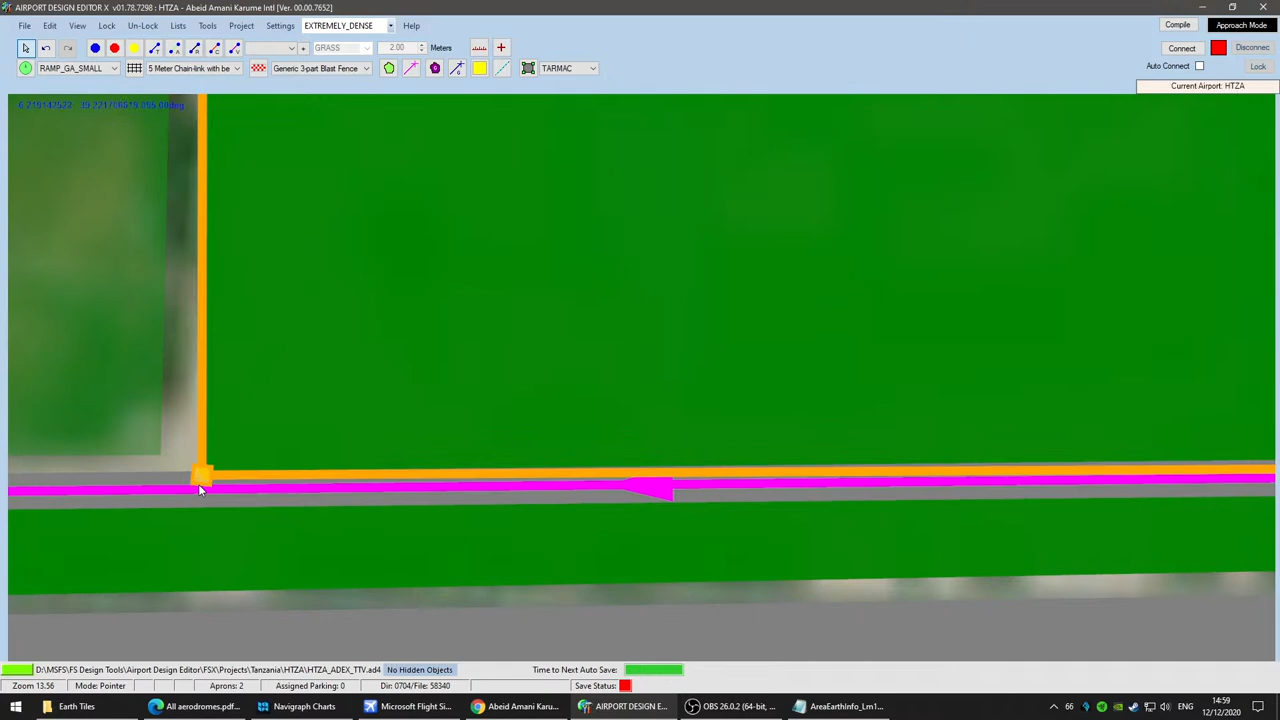 AIRPORT DESIGN EDITOR X v01.78.7298 : HTZA - Abeid Amani Karume Intl [Ver. 00.00.7652]
File Edit View Lock Un-Lock Lists Tools Project Settings EXTREMELY_DENSE Help
Compile Approach Mode
GRASS 2.00 Meters
Connect Disconnec
RAMP_GA_SMALL 5 Meter Chain-link with be Generic 3-part Blast Fence TARMAC
Auto Connect Lock
Current Airport: HTZA
D:\MSFS\FS Design Tools\Airport Design Editor\FSX\Projects\Tanzania\HTZA\HTZA_ADEX_TTV.ad4 No Hidden Objects Time to Next Auto Save:
Zoom 13.56 Mode: Pointer Aprons: 2 Assigned Parking: 0 Dir: 0704/File: 58340 Save Status:
Earth Tiles All aerodromes.pdf... Navigraph Charts Microsoft Flight Si... Abeid Amani Karu... AIRPORT DESIGN E... OBS 26.0.2 (64-bit, ... AreaEarthInfo_Lm1... 66 ENG 14:59
12/12/2020